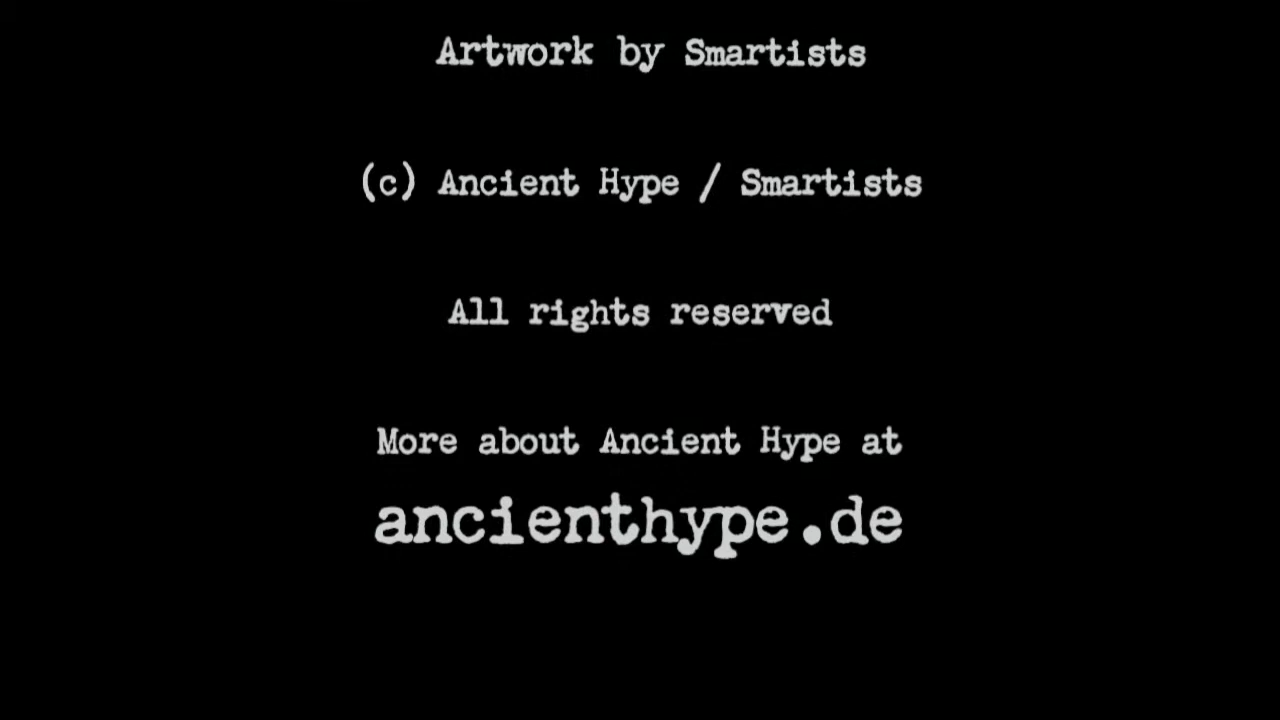 Artwork by Smartists
(c) Ancient Hype / Smartists
All rights reserved
More about Ancient Hype at
ancienthype.de